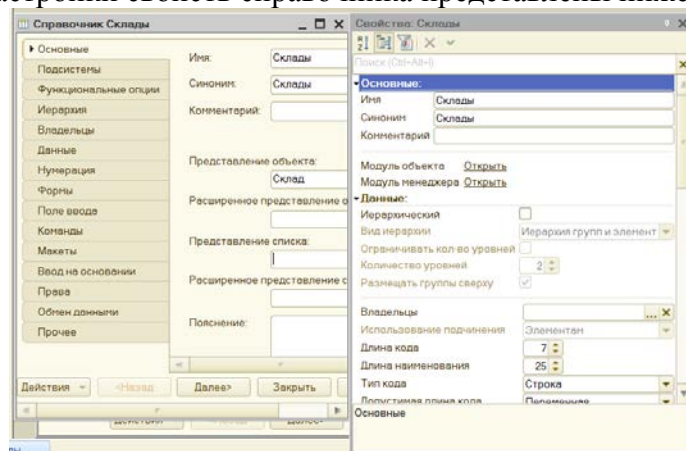 Справочник Склады
Основные
Подсистемы
Функциональные опции
Иерархия
Владельцы
Данные
Нумерация
Формы
Поле ввода
Команды
Макеты
Ввод на основании
Права
Обмен данными
Прочее
Имя: Склады
Синоним: Склады
Комментарий:
Представление объекта:
Склад
Расширенное представление о
Представление списка:
Расширенное представление с
Пояснение:
Действия <Назад Далее> Закрыть
Свойства: Склады
Поиск (Ctrl+Alt+I)
Основные:
Имя Склады
Синоним Склады
Комментарий
Модуль объекта Открыть
Модуль менеджера Открыть
Данные:
Иерархический
Вид иерархии Иерархия групп и элемент
Ограничивать кол-во уровней
Количество уровней 2
Размещать группы сверху
Владельцы ...
Использование подчинения Элементам
Длина кода 7
Длина наименования 25
Тип кода Строка
Допустимая длина кода Переменная
Основные